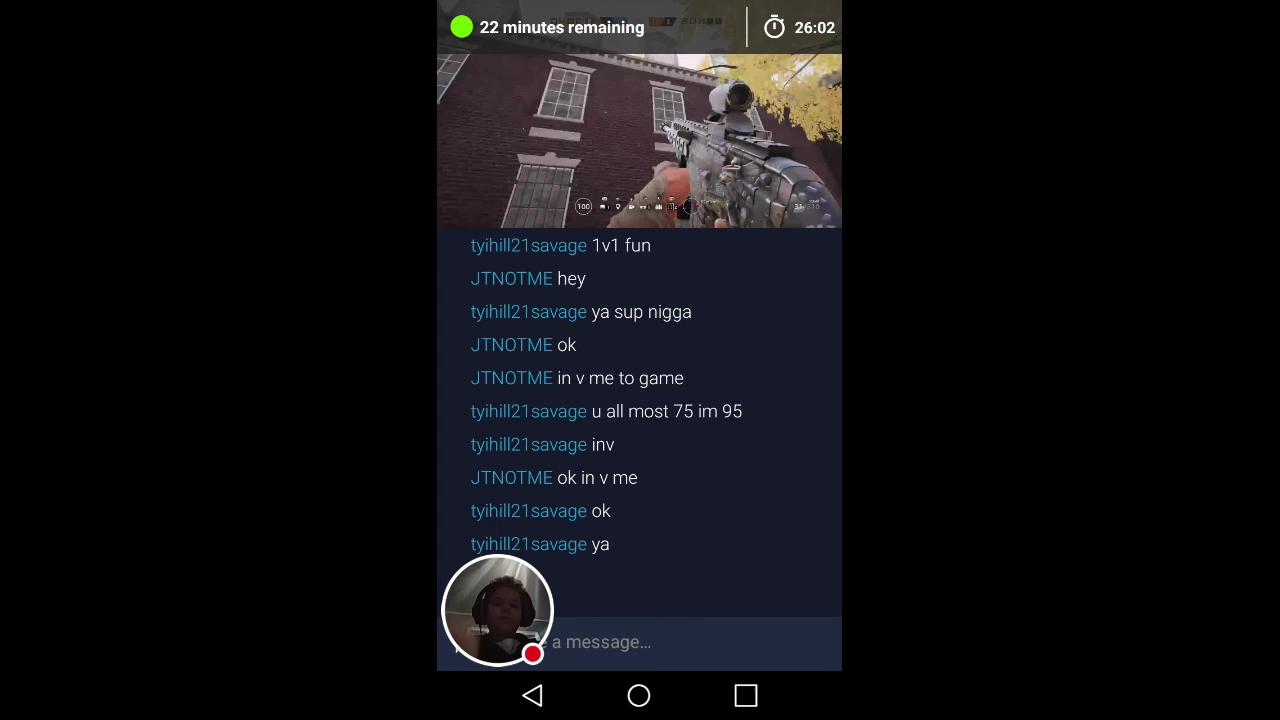 22 minutes remaining
26:02
100
tyihill21savage 1v1 fun
JTNOTME hey
tyihill21savage ya sup nigga
JTNOTME ok
JTNOTME in v me to game
tyihill21savage u all most 75 im 95
tyihill21savage inv
JTNOTME ok in v me
tyihill21savage ok
tyihill21savage ya
a message...